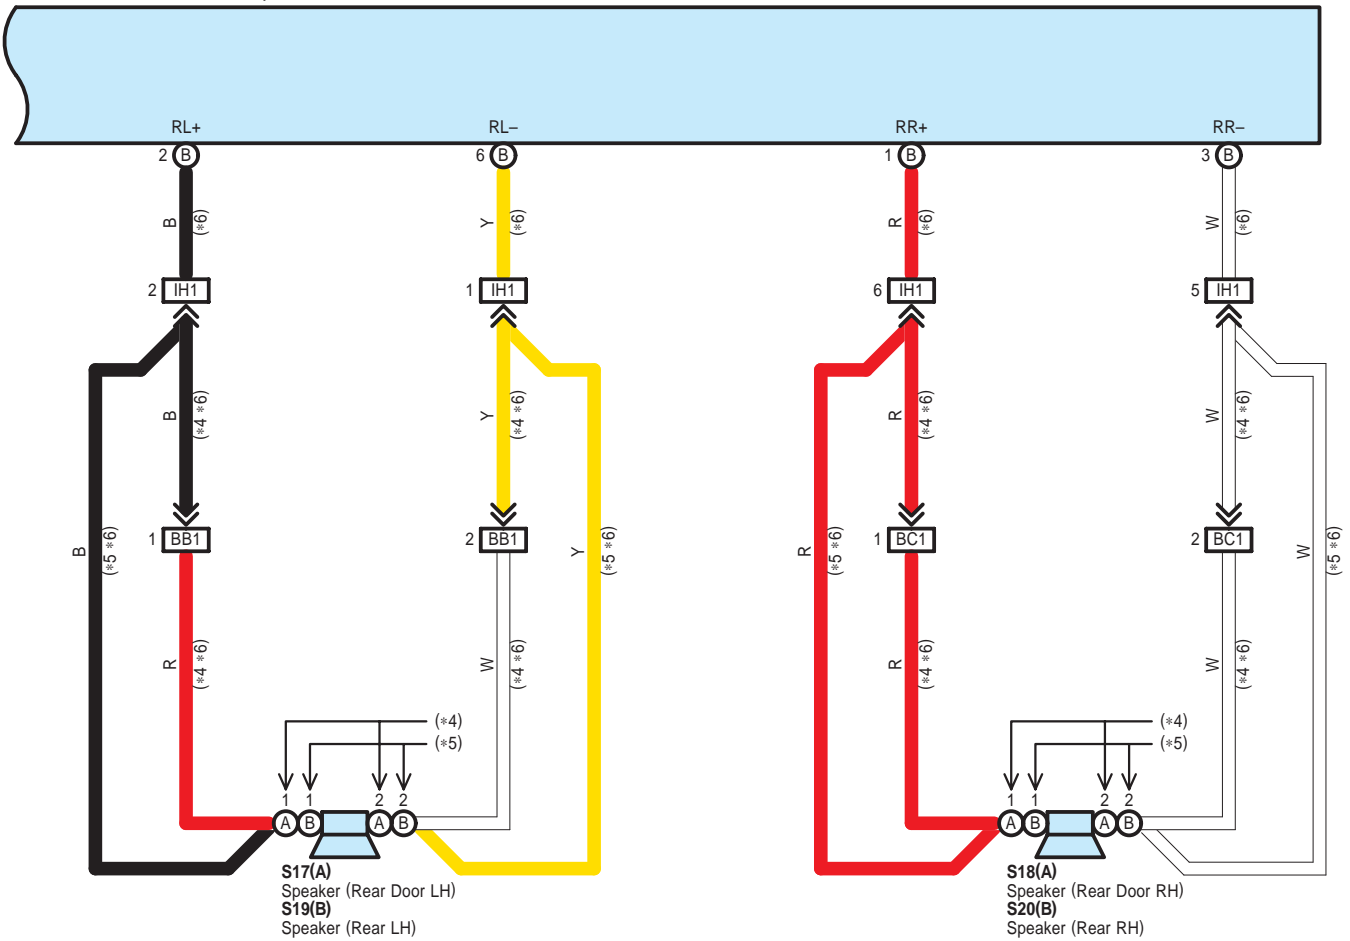 RL+ RL– RR+ RR–
2 B 6 B 1 B 3 B
B (*6) Y (*6) R (*6) W (*6)
2 IH1 1 IH1 6 IH1 5 IH1
B (*4 *6) Y (*4 *6) R (*4 *6) W (*4 *6)
1 BB1 2 BB1 1 BC1 2 BC1
B (*5 *6) Y (*5 *6) R (*5 *6) W (*5 *6)
R (*4 *6) W (*4 *6) R (*4 *6) W (*4 *6)
(*4) (*4)
(*5) (*5)
1 1 2 2 1 1 2 2
A B A B A B A B
S17(A)
Speaker (Rear Door LH)
S19(B)
Speaker (Rear LH)
S18(A)
Speaker (Rear Door RH)
S20(B)
Speaker (Rear RH)